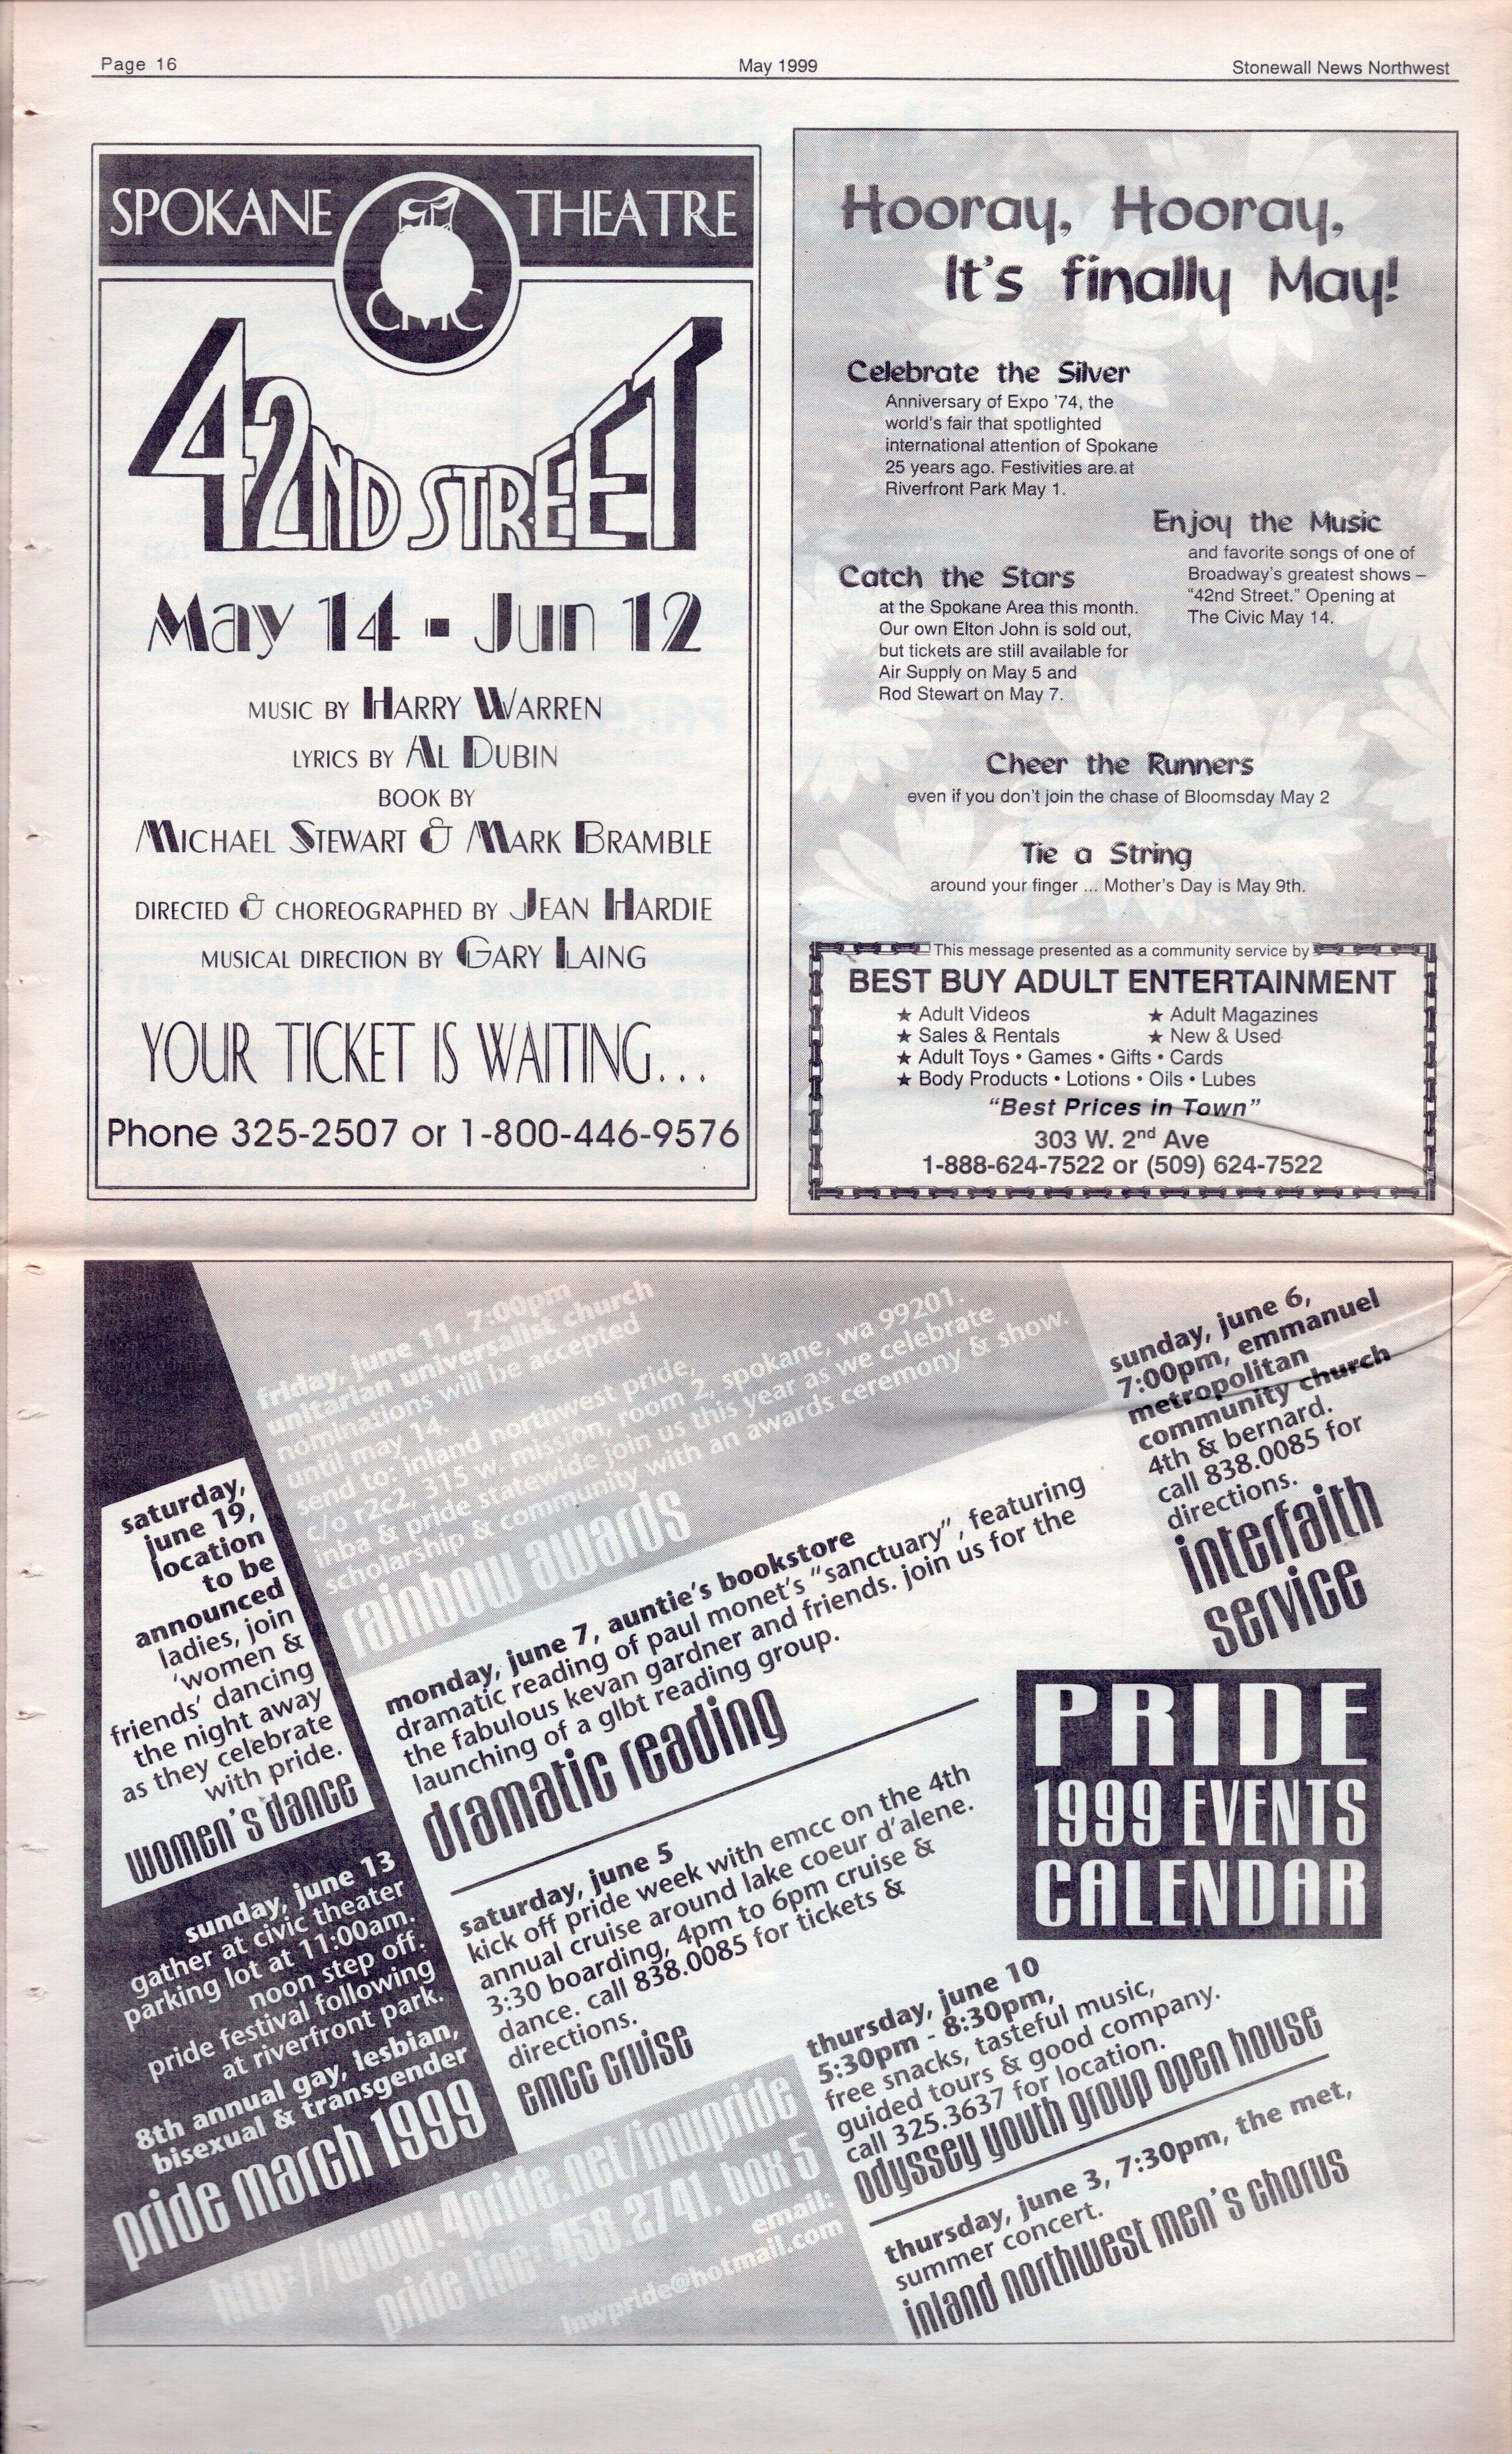 Page 16
May 1999
Stonewall News Northwest
SPOKANE
CIVIC
THEATRE
42ND STREET
May 14 - Jun 12
MUSIC BY HARRY WARREN
LYRICS BY AL DUBIN
BOOK BY
MICHAEL STEWART & MARK BRAMBLE
DIRECTED & CHOREOGRAPHED BY JEAN HARDIE
MUSICAL DIRECTION BY GARY LAING
YOUR TICKET IS WAITING...
Phone 325-2507 or 1-800-446-9576
Hooray, Hooray,
It's finally May!
Celebrate the Silver
Anniversary of Expo '74, the
world's fair that spotlighted
international attention of Spokane
25 years ago. Festivities are at
Riverfront Park May 1.
Enjoy the Music
and favorite songs of one of
Broadway's greatest shows –
"42nd Street." Opening at
The Civic May 14.
Catch the Stars
at the Spokane Area this month.
Our own Elton John is sold out,
but tickets are still available for
Air Supply on May 5 and
Rod Stewart on May 7.
Cheer the Runners
even if you don't join the chase of Bloomsday May 2
Tie a String
around your finger ... Mother's Day is May 9th.
This message presented as a community service by
BEST BUY ADULT ENTERTAINMENT
★ Adult Videos ★ Adult Magazines
★ Sales & Rentals ★ New & Used
★ Adult Toys • Games • Gifts • Cards
★ Body Products • Lotions • Oils • Lubes
"Best Prices in Town"
303 W. 2nd Ave
1-888-624-7522 or (509) 624-7522
friday, june 11, 7:00pm
unitarian universalist church
nominations will be accepted
until may 14.
send to: inland northwest pride,
c/o r2c2, 315 w. mission, room 2, spokane, wa 99201.
inba & pride statewide join us this year as we celebrate
scholarship & community with an awards ceremony & show.
rainbow awards
sunday, june 6,
7:00pm, emmanuel
metropolitan
community church
4th & bernard.
call 838.0085 for
directions.
interfaith
service
saturday,
june 19,
location
to be
announced
ladies, join
'women &
friends' dancing
the night away
as they celebrate
with pride.
women's dance
monday, june 7, auntie's bookstore
dramatic reading of paul monet's "sanctuary", featuring
the fabulous kevan gardner and friends. join us for the
launching of a glbt reading group.
dramatic reading
PRIDE
1999 EVENTS
CALENDAR
saturday, june 5
kick off pride week with emcc on the 4th
annual cruise around lake coeur d'alene.
3:30 boarding, 4pm to 6pm cruise &
dance. call 838.0085 for tickets &
directions.
emcc cruise
sunday, june 13
gather at civic theater
parking lot at 11:00am.
noon step off.
pride festival following
at riverfront park.
8th annual gay, lesbian,
bisexual & transgender
pride march 1999
thursday, june 10
5:30pm - 8:30pm,
free snacks, tasteful music,
guided tours & good company.
call 325.3637 for location.
odyssey youth group open house
thursday, june 3, 7:30pm, the met,
summer concert.
inland northwest men's chorus
http://www.4pride.net/inwpride
pride line: 458.2741, box 5
email:
inwpride@hotmail.com